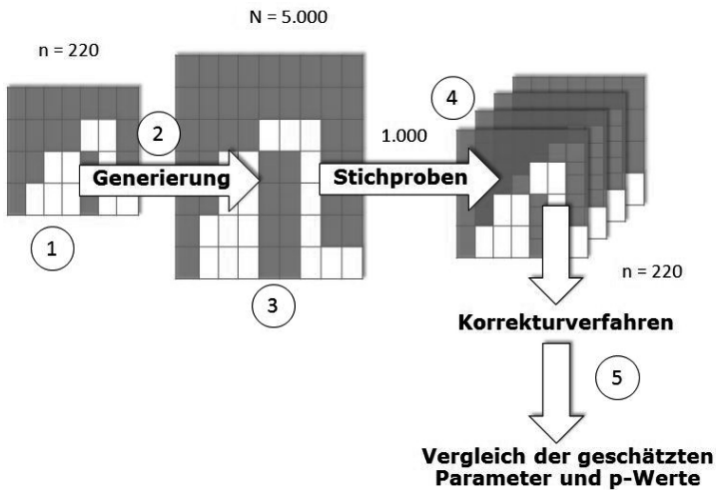 N = 5.000
n = 220
2
4
1.000
Generierung
Stichproben
1
3
n = 220
Korrekturverfahren
5
Vergleich der geschätzten
Parameter und p-Werte